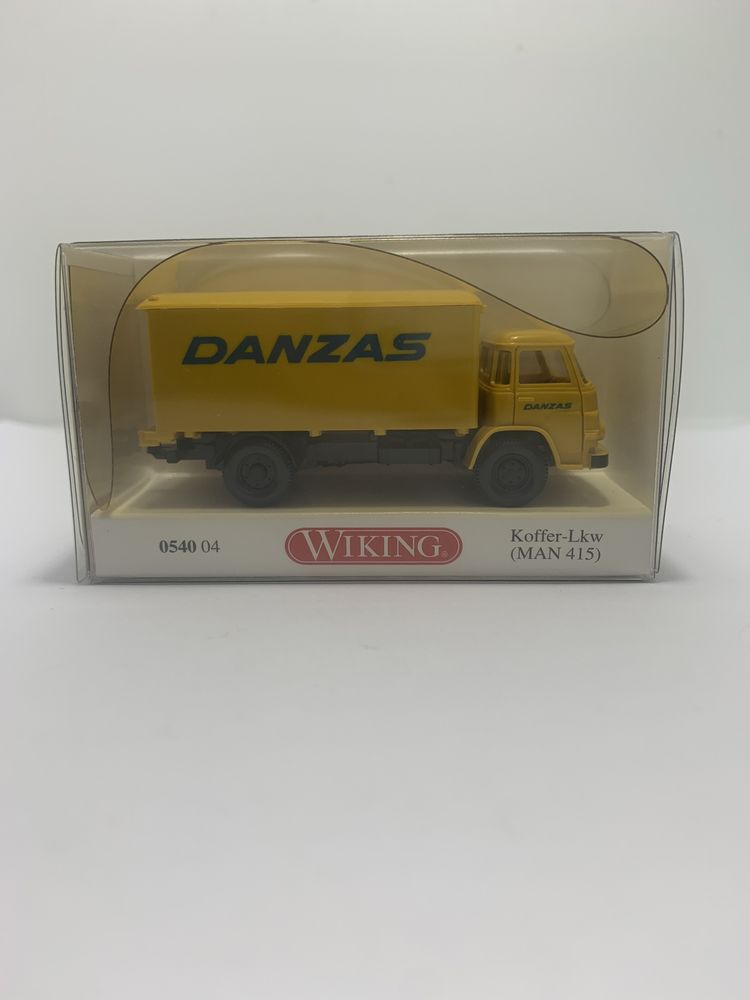 DANZAS
DANZAS
0540 04
WIKING®
Koffer-Lkw
(MAN 415)